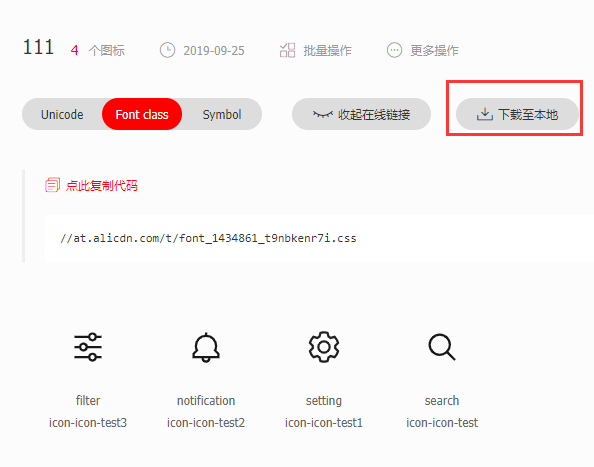 111 4 个图标 2019-09-25 批量操作 更多操作
Unicode Font class Symbol 收起在线链接 下载至本地
点此复制代码
//at.alicdn.com/t/font_1434861_t9nbkenr7i.css
filter notification setting search
icon-icon-test3 icon-icon-test2 icon-icon-test1 icon-icon-test